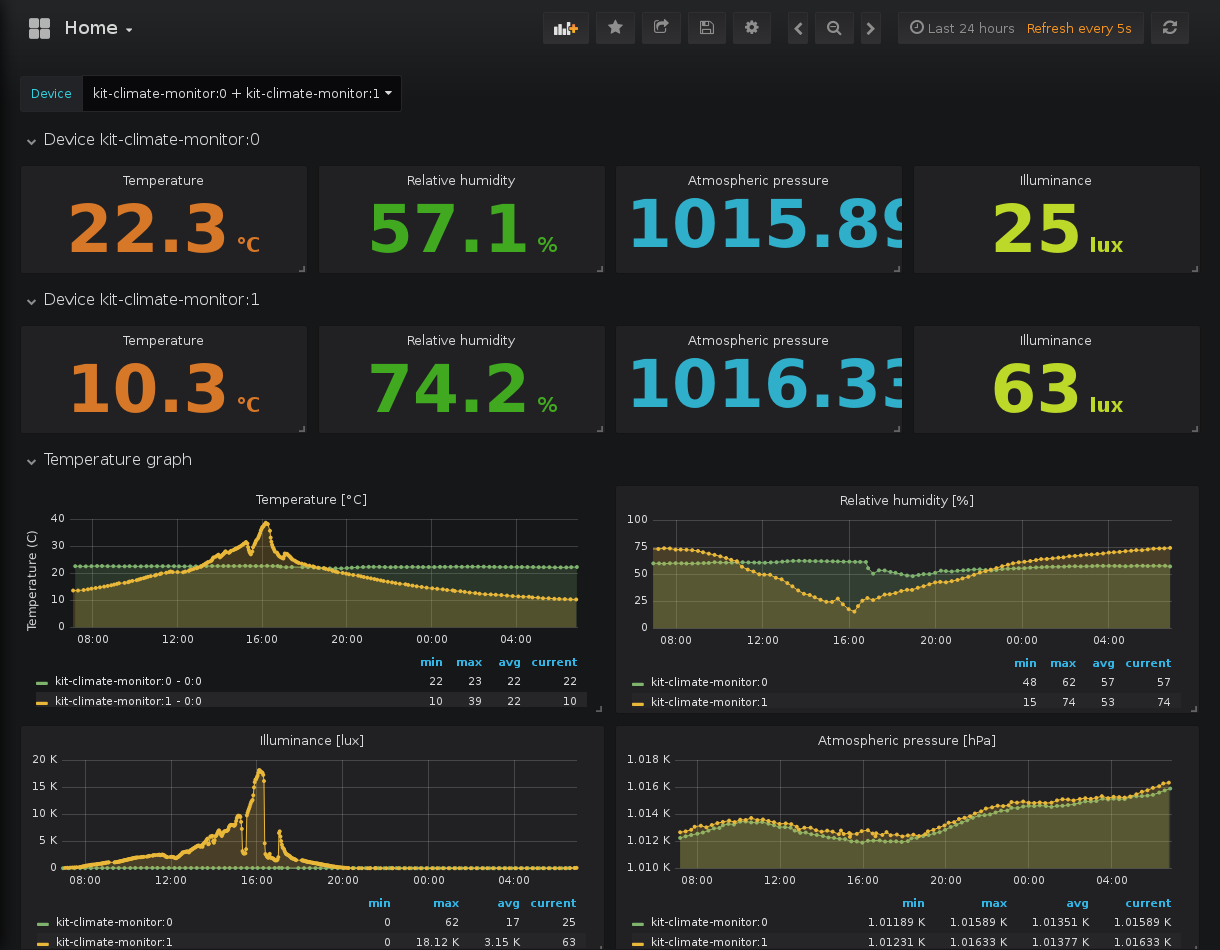 Home
Last 24 hours Refresh every 5s
Device kit-climate-monitor:0 + kit-climate-monitor:1
Device kit-climate-monitor:0
Temperature Relative humidity Atmospheric pressure Illuminance
22.3 °C 57.1 % 1015.89 25 lux
Device kit-climate-monitor:1
Temperature Relative humidity Atmospheric pressure Illuminance
10.3 °C 74.2 % 1016.33 63 lux
Temperature graph
Temperature [°C]
Temperature (C)
40
30
20
10
0
08:00 12:00 16:00 20:00 00:00 04:00
min max avg current
kit-climate-monitor:0 - 0:0 22 23 22 22
kit-climate-monitor:1 - 0:0 10 39 22 10
Relative humidity [%]
100
75
50
25
0
08:00 12:00 16:00 20:00 00:00 04:00
min max avg current
kit-climate-monitor:0 48 62 57 57
kit-climate-monitor:1 15 74 53 74
Illuminance [lux]
20 K
15 K
10 K
5 K
0
08:00 12:00 16:00 20:00 00:00 04:00
min max avg current
kit-climate-monitor:0 0 62 17 25
kit-climate-monitor:1 0 18.12 K 3.15 K 63
Atmospheric pressure [hPa]
1.018 K
1.016 K
1.014 K
1.012 K
1.010 K
08:00 12:00 16:00 20:00 00:00 04:00
min max avg current
kit-climate-monitor:0 1.01189 K 1.01589 K 1.01351 K 1.01589 K
kit-climate-monitor:1 1.01231 K 1.01633 K 1.01377 K 1.01633 K